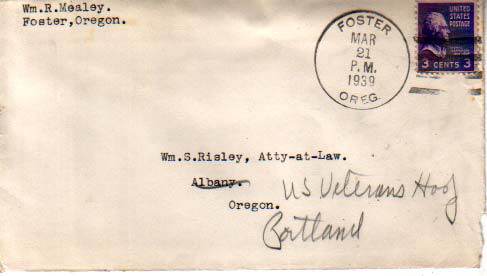 Wm.R.Mealey.
Foster,Oregon.
FOSTER
MAR
21
P.M.
1939
OREG.
UNITED
STATES
POSTAGE
3 CENTS 3
Wm.S.Risley, Atty-at-Law.
Albany.
Oregon.
US Veterans
Portland